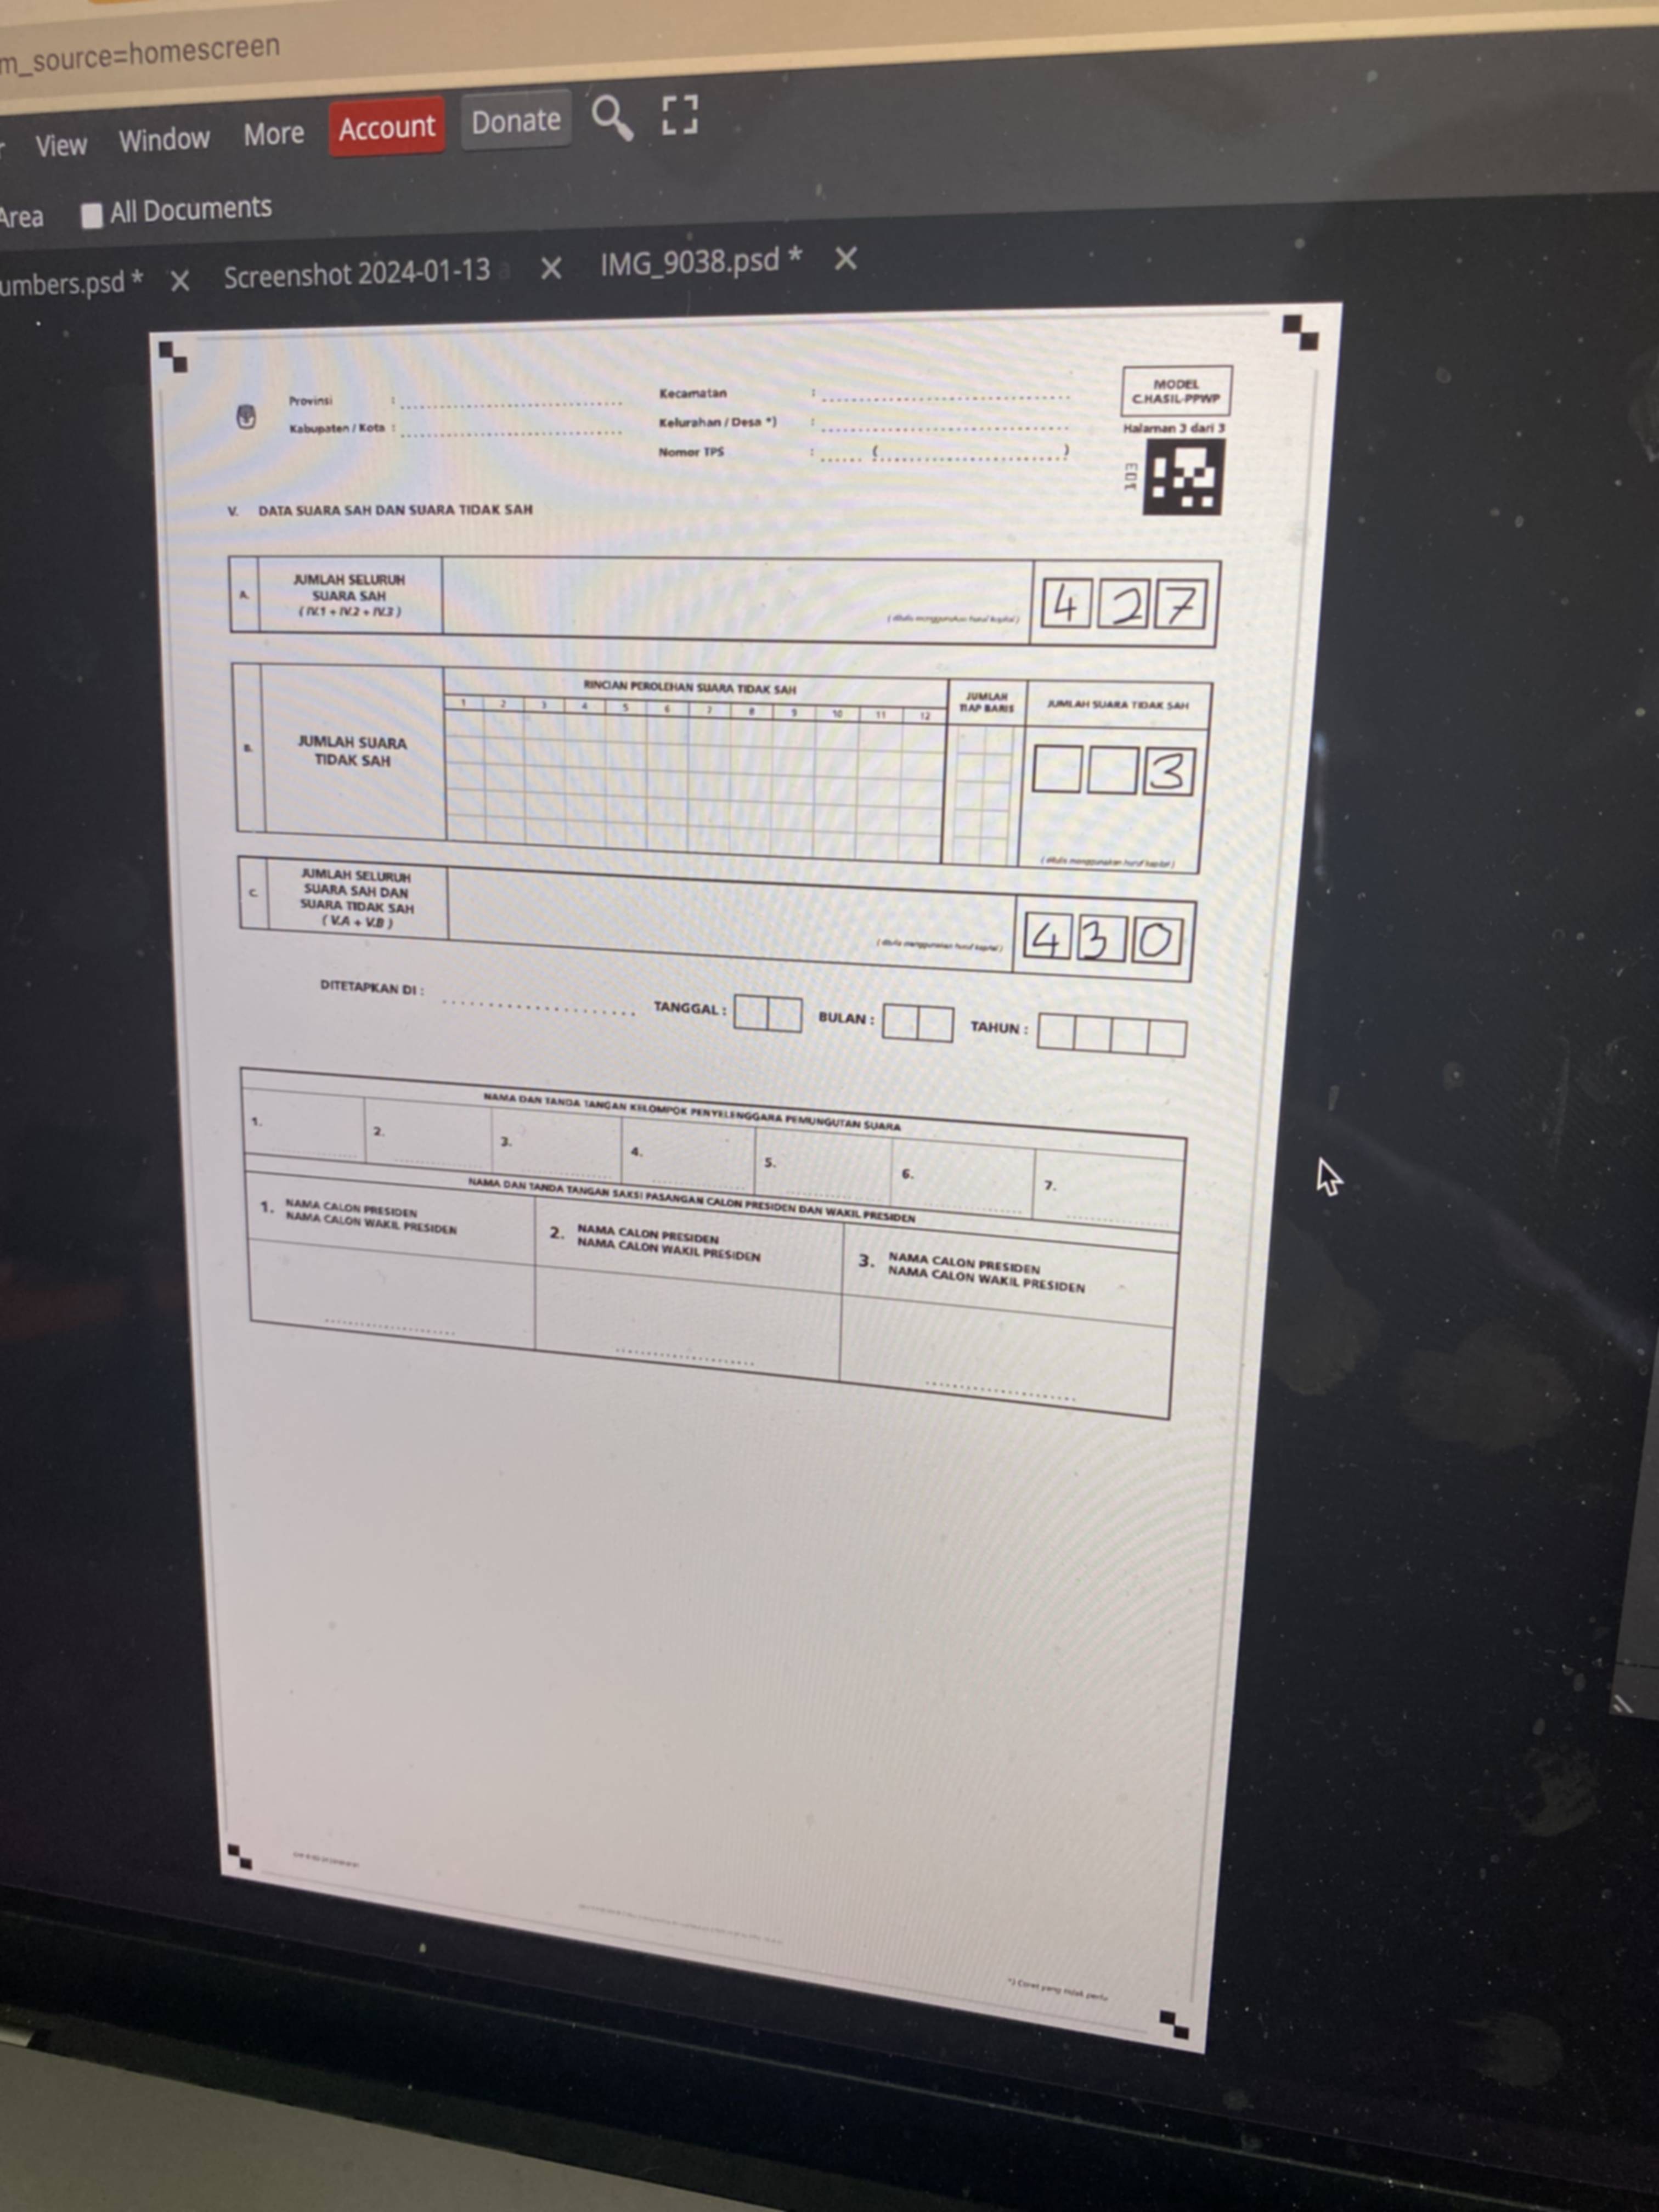 m_source=homescreen
View Window More Account Donate
Area All Documents
umbers.psd * X Screenshot 2024-01-13 X IMG_9038.psd * X
Provinsi :
Kabupaten / Kota :
Kecamatan :
Kelurahan / Desa *) :
Nomor TPS : ( )
MODEL
C.HASIL-PPWP
Halaman 3 dari 3
V. DATA SUARA SAH DAN SUARA TIDAK SAH
A. JUMLAH SELURUH
SUARA SAH
( IV.1 + IV.2 + IV.3 )
( ditulis menggunakan huruf kapital )
4 2 7
B. JUMLAH SUARA
TIDAK SAH
RINCIAN PEROLEHAN SUARA TIDAK SAH
1 2 3 4 5 6 7 8 9 10 11 12
JUMLAH
TIAP BARIS
JUMLAH SUARA TIDAK SAH
3
( ditulis menggunakan huruf kapital )
C. JUMLAH SELURUH
SUARA SAH DAN
SUARA TIDAK SAH
( V.A + V.B )
( ditulis menggunakan huruf kapital )
4 3 0
DITETAPKAN DI : TANGGAL : BULAN : TAHUN :
NAMA DAN TANDA TANGAN KELOMPOK PENYELENGGARA PEMUNGUTAN SUARA
1. 2. 3. 4. 5. 6. 7.
NAMA DAN TANDA TANGAN SAKSI PASANGAN CALON PRESIDEN DAN WAKIL PRESIDEN
1. NAMA CALON PRESIDEN
NAMA CALON WAKIL PRESIDEN
2. NAMA CALON PRESIDEN
NAMA CALON WAKIL PRESIDEN
3. NAMA CALON PRESIDEN
NAMA CALON WAKIL PRESIDEN
*) Coret yang tidak perlu